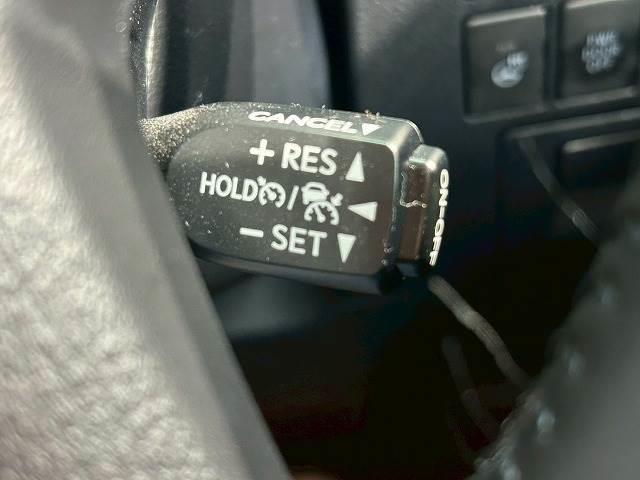 CANCEL▼
+ RES ▲
HOLD / ◀
− SET ▼
ON-OFF